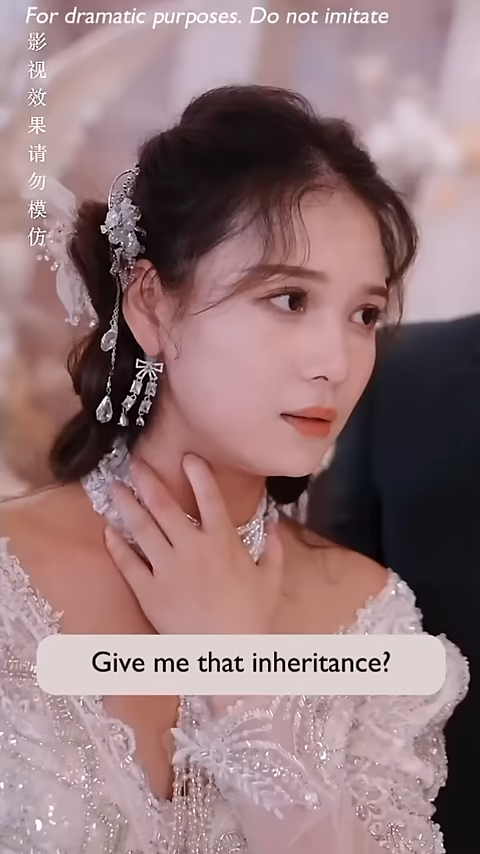 For dramatic purposes. Do not imitate
影视效果请勿模仿
Give me that inheritance?